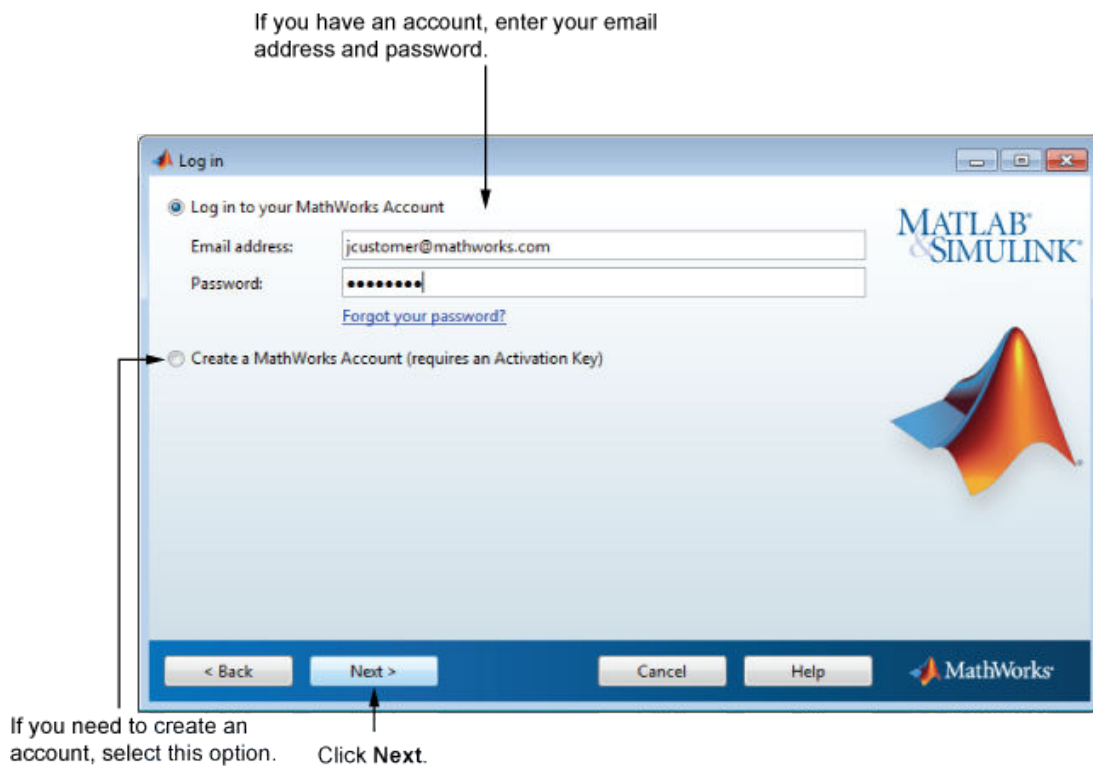 If you have an account, enter your email
address and password.
Log in
Log in to your MathWorks Account
MATLAB®
&SIMULINK®
Email address:
jcustomer@mathworks.com
Password:
••••••••
Forgot your password?
Create a MathWorks Account (requires an Activation Key)
< Back
Next >
Cancel
Help
MathWorks®
If you need to create an
account, select this option.
Click Next.